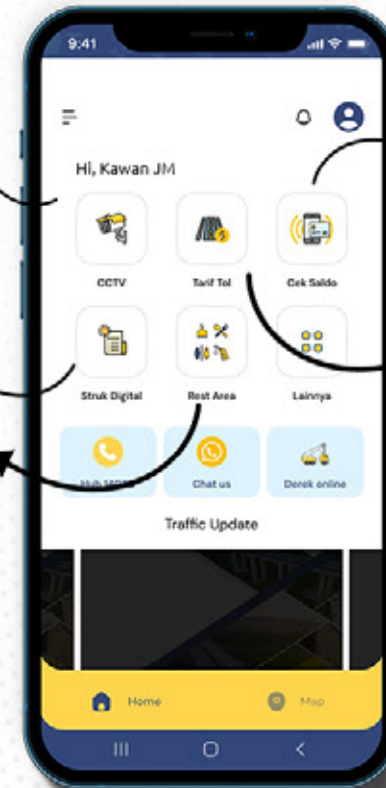 9:41
Hi, Kawan JM
CCTV
Tarif Tol
Cek Saldo
Struk Digital
Rest Area
Lainnya
Hub
Chat us
Derek online
Traffic Update
Home
Map